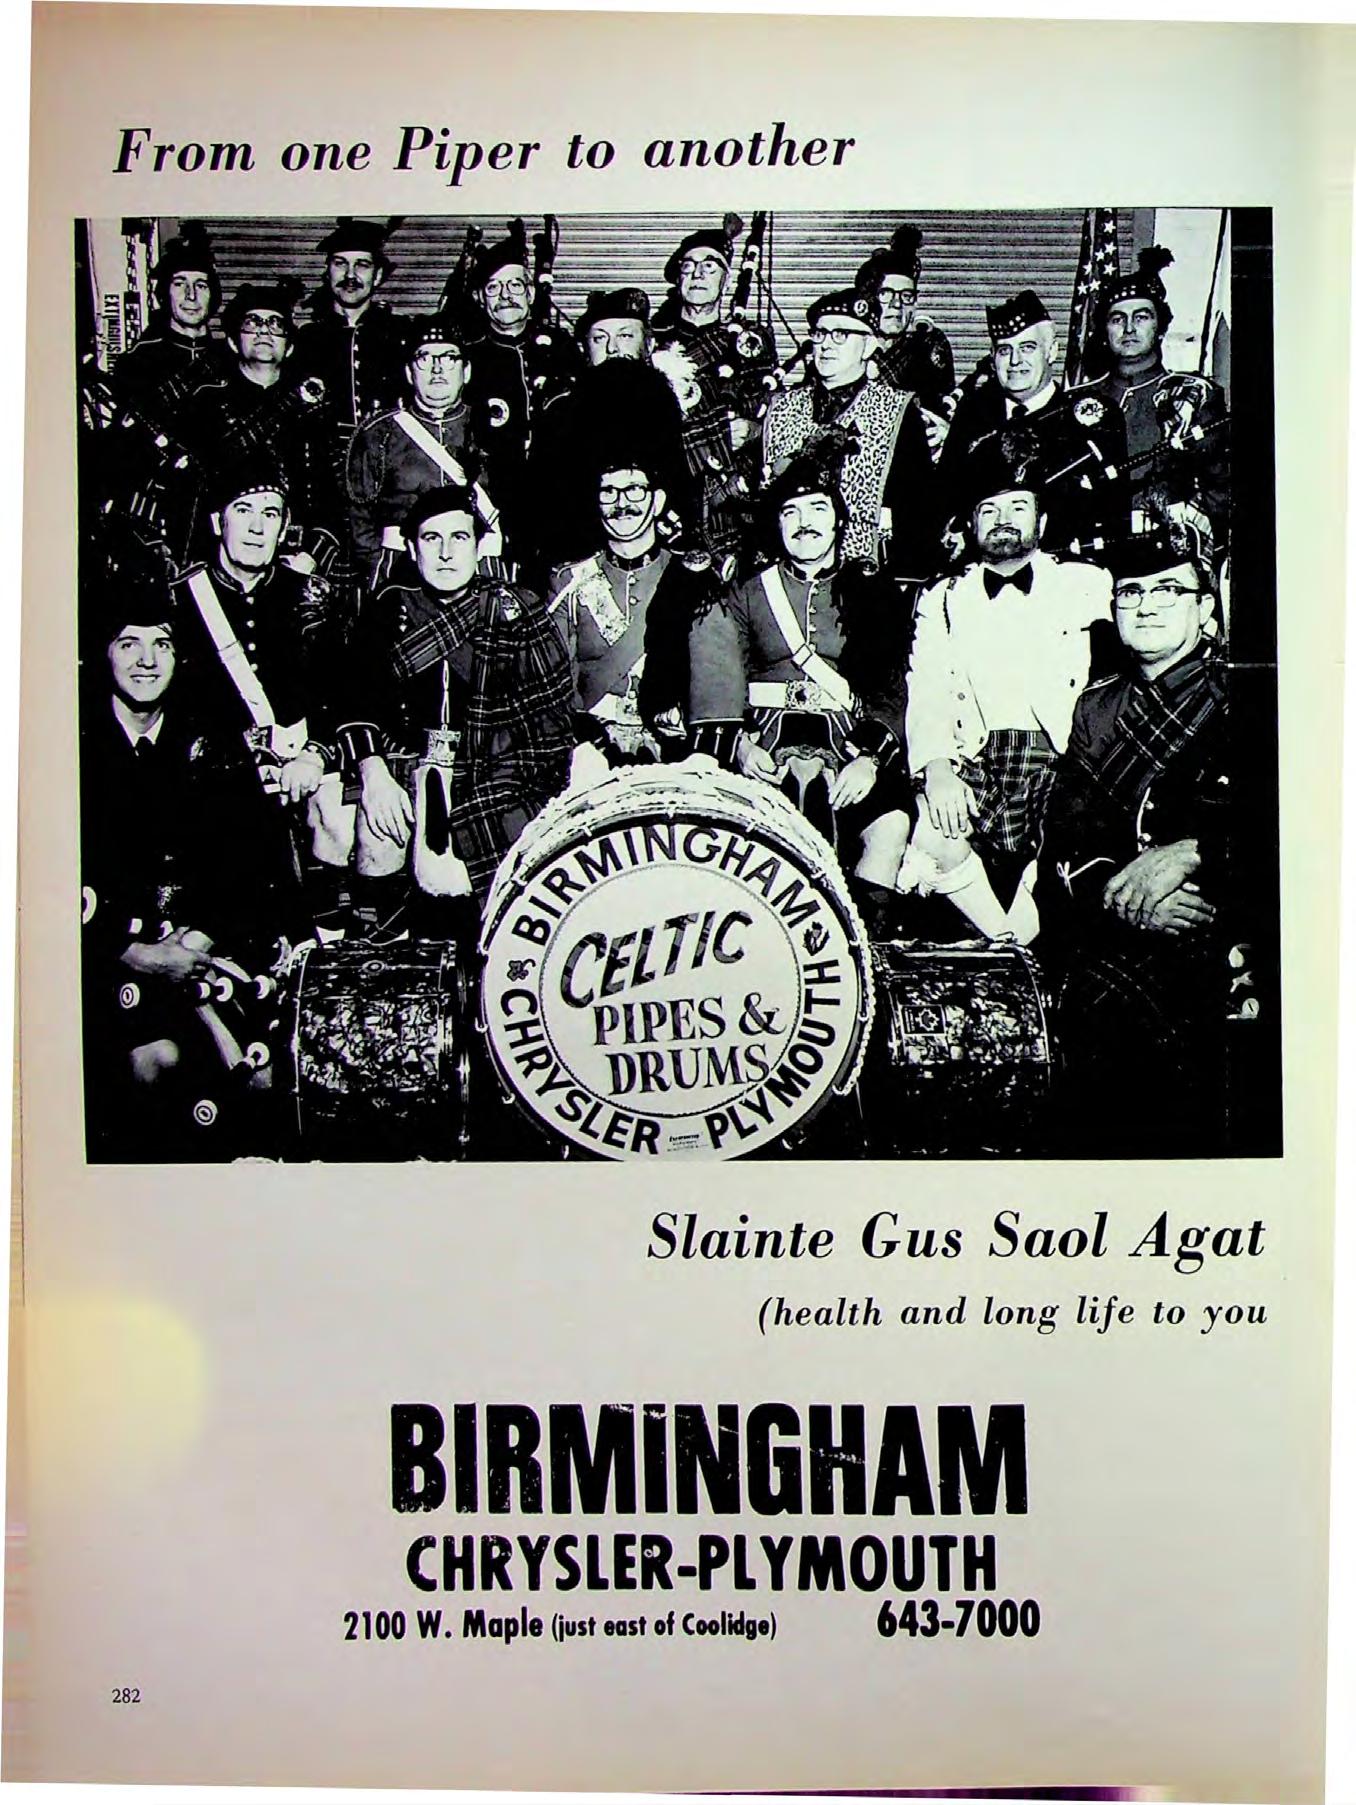 From one Piper to another
BIRMINGHAM
CELTIC
PIPES &
DRUMS
CHRYSLER PLYMOUTH
Slainte Gus Saol Agat
(health and long life to you
BIRMINGHAM
CHRYSLER-PLYMOUTH
2100 W. Maple (just east of Coolidge) 643-7000
282